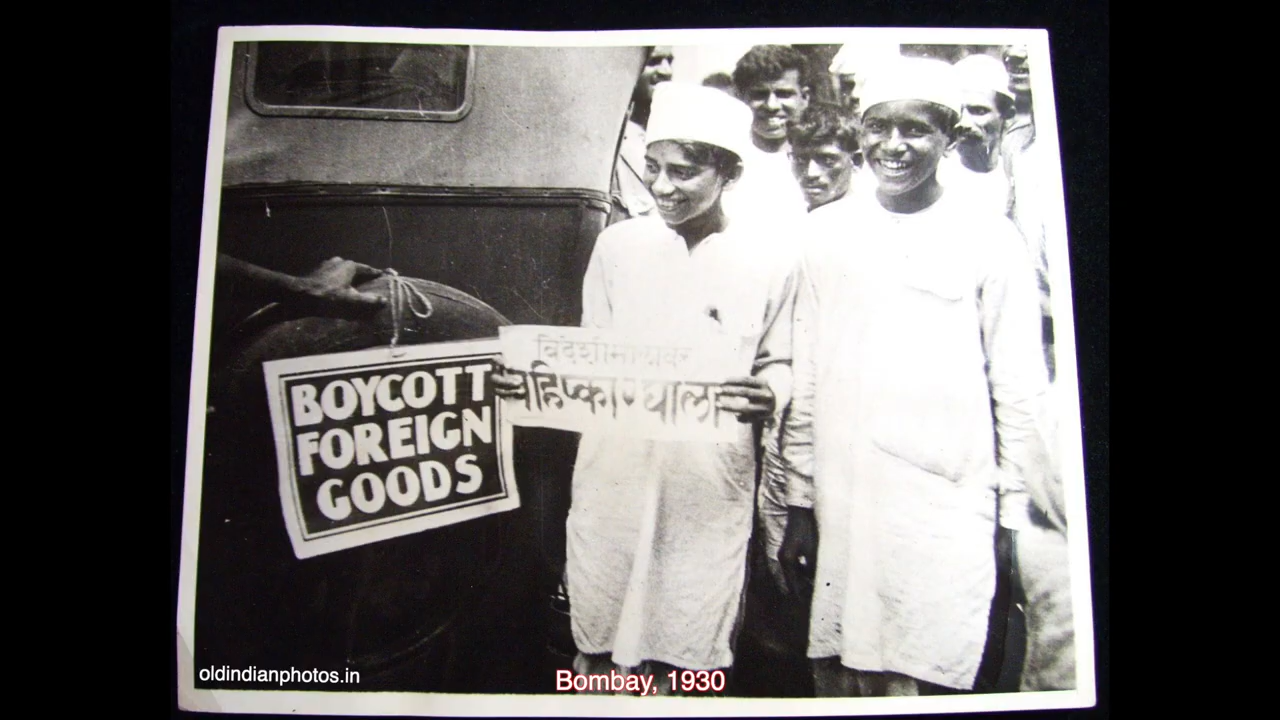 BOYCOTT
FOREIGN
GOODS
विदेशीमालावर
बहिष्कार घाला
oldindianphotos.in
Bombay, 1930